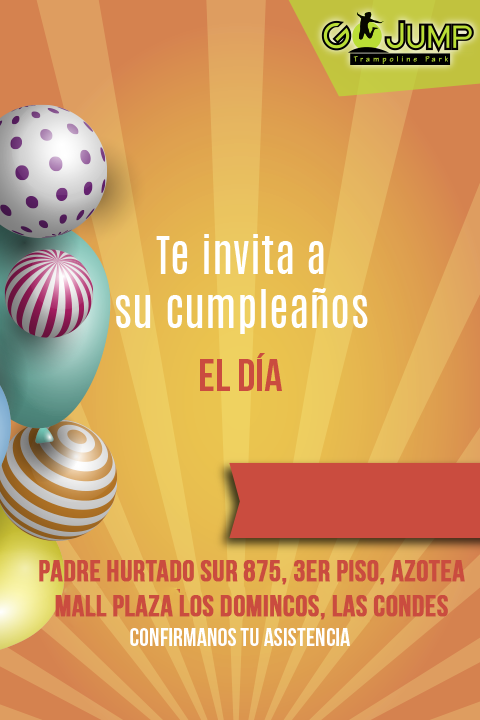 GO JUMP
Trampoline Park
Te invita a
su cumpleaños
EL DÍA
PADRE HURTADO SUR 875, 3ER PISO, AZOTEA
MALL PLAZA LOS DOMINCOS, LAS CONDES
CONFIRMANOS TU ASISTENCIA